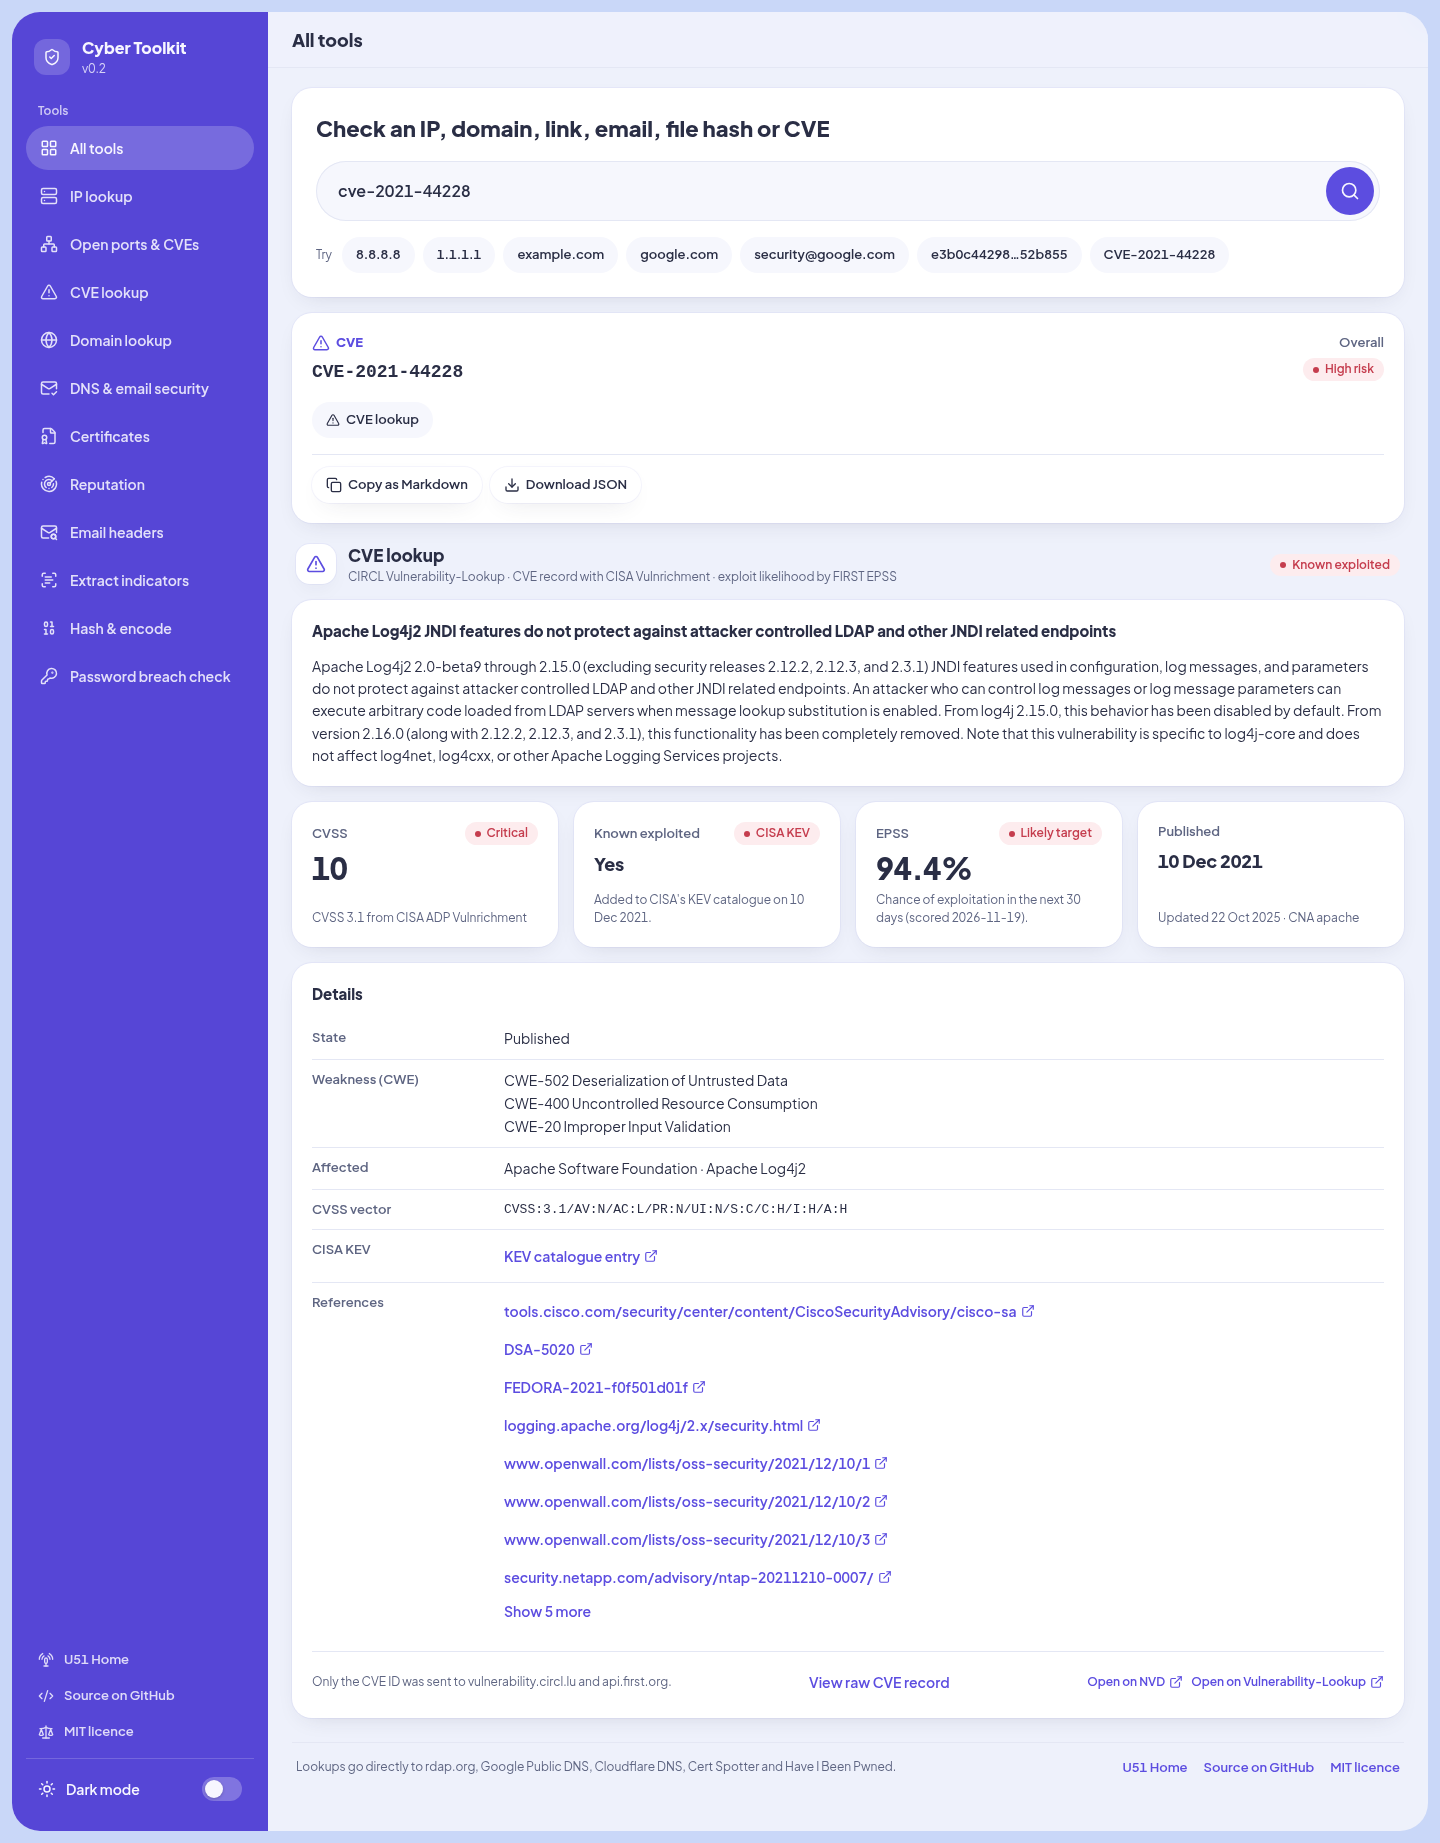 Cyber Toolkit
v0.2
Tools
All tools
IP lookup
Open ports & CVEs
CVE lookup
Domain lookup
DNS & email security
Certificates
Reputation
Email headers
Extract indicators
Hash & encode
Password breach check
U51 Home
Source on GitHub
MIT licence
Dark mode
All tools
Check an IP, domain, link, email, file hash or CVE
cve-2021-44228
Try 8.8.8.8 1.1.1.1 example.com google.com security@google.com e3b0c44298…52b855 CVE-2021-44228
CVE
Overall
CVE-2021-44228
High risk
CVE lookup
Copy as Markdown Download JSON
CVE lookup
CIRCL Vulnerability-Lookup · CVE record with CISA Vulnrichment · exploit likelihood by FIRST EPSS
Known exploited
Apache Log4j2 JNDI features do not protect against attacker controlled LDAP and other JNDI related endpoints
Apache Log4j2 2.0-beta9 through 2.15.0 (excluding security releases 2.12.2, 2.12.3, and 2.3.1) JNDI features used in configuration, log messages, and parameters
do not protect against attacker controlled LDAP and other JNDI related endpoints. An attacker who can control log messages or log message parameters can
execute arbitrary code loaded from LDAP servers when message lookup substitution is enabled. From log4j 2.15.0, this behavior has been disabled by default. From
version 2.16.0 (along with 2.12.2, 2.12.3, and 2.3.1), this functionality has been completely removed. Note that this vulnerability is specific to log4j-core and does
not affect log4net, log4cxx, or other Apache Logging Services projects.
CVSS Critical
10
CVSS 3.1 from CISA ADP Vulnrichment
Known exploited CISA KEV
Yes
Added to CISA's KEV catalogue on 10
Dec 2021.
EPSS Likely target
94.4%
Chance of exploitation in the next 30
days (scored 2026-11-19).
Published
10 Dec 2021
Updated 22 Oct 2025 · CNA apache
Details
State Published
Weakness (CWE) CWE-502 Deserialization of Untrusted Data
CWE-400 Uncontrolled Resource Consumption
CWE-20 Improper Input Validation
Affected Apache Software Foundation · Apache Log4j2
CVSS vector CVSS:3.1/AV:N/AC:L/PR:N/UI:N/S:C/C:H/I:H/A:H
CISA KEV KEV catalogue entry
References tools.cisco.com/security/center/content/CiscoSecurityAdvisory/cisco-sa
DSA-5020
FEDORA-2021-f0f501d01f
logging.apache.org/log4j/2.x/security.html
www.openwall.com/lists/oss-security/2021/12/10/1
www.openwall.com/lists/oss-security/2021/12/10/2
www.openwall.com/lists/oss-security/2021/12/10/3
security.netapp.com/advisory/ntap-20211210-0007/
Show 5 more
Only the CVE ID was sent to vulnerability.circl.lu and api.first.org. View raw CVE record Open on NVD Open on Vulnerability-Lookup
Lookups go directly to rdap.org, Google Public DNS, Cloudflare DNS, Cert Spotter and Have I Been Pwned. U51 Home Source on GitHub MIT licence